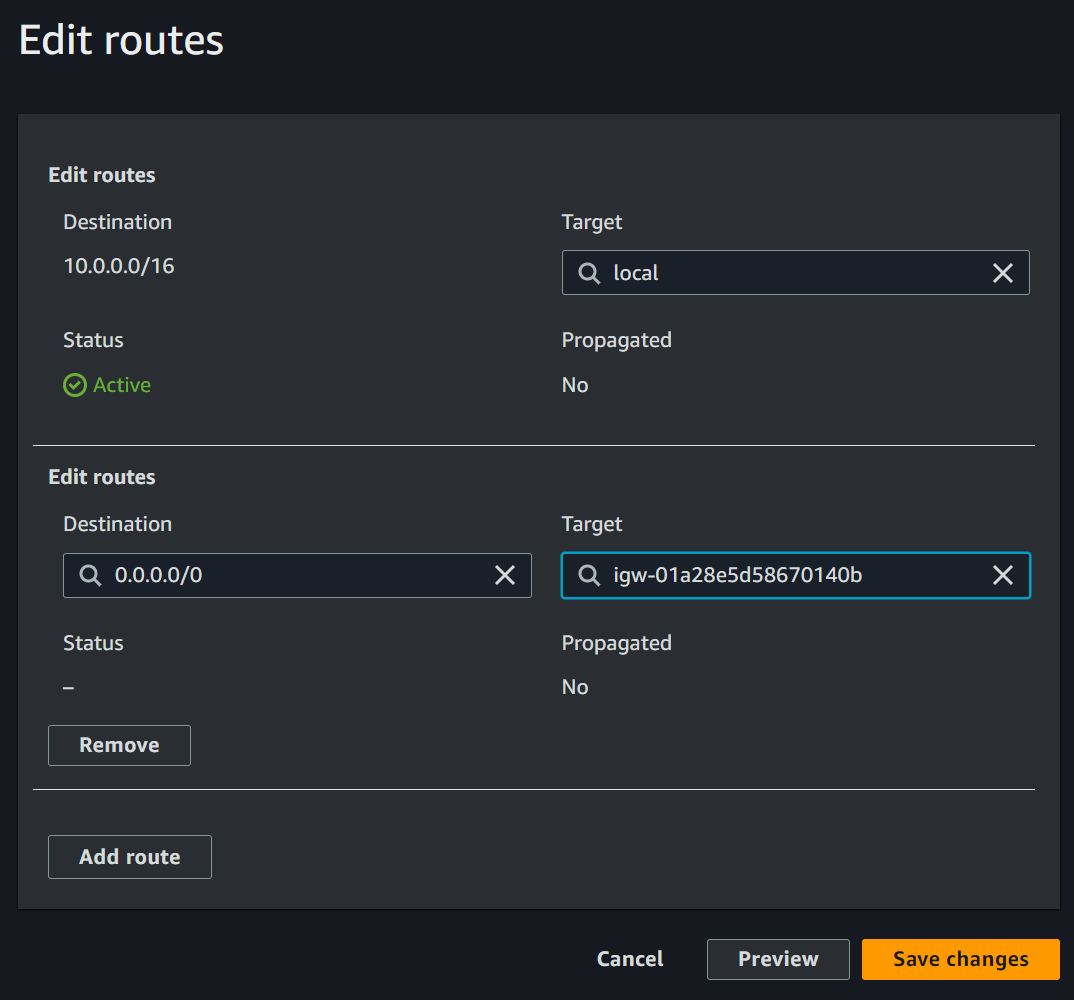 Edit routes
Edit routes
Destination
Target
10.0.0.0/16
local
Status
Propagated
Active
No
Edit routes
Destination
Target
0.0.0.0/0
igw-01a28e5d58670140b
Status
Propagated
–
No
Remove
Add route
Cancel
Preview
Save changes